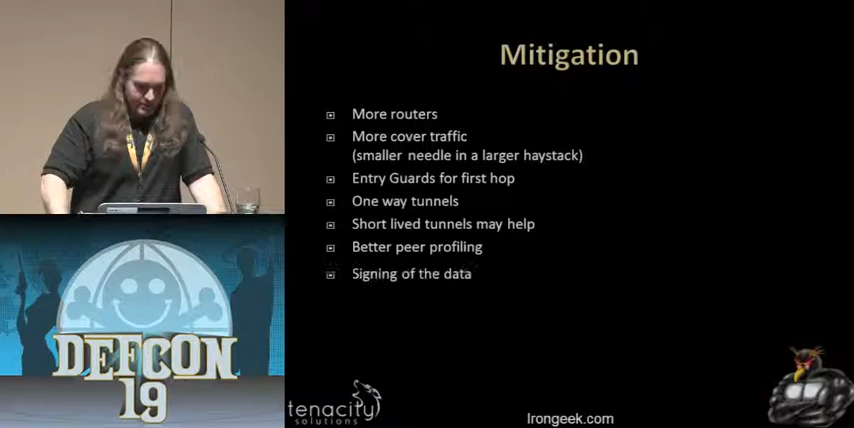 Mitigation
More routers
More cover traffic
(smaller needle in a larger haystack)
Entry Guards for first hop
One way tunnels
Short lived tunnels may help
Better peer profiling
Signing of the data
DEFCON
19
tenacity
solutions
Irongeek.com